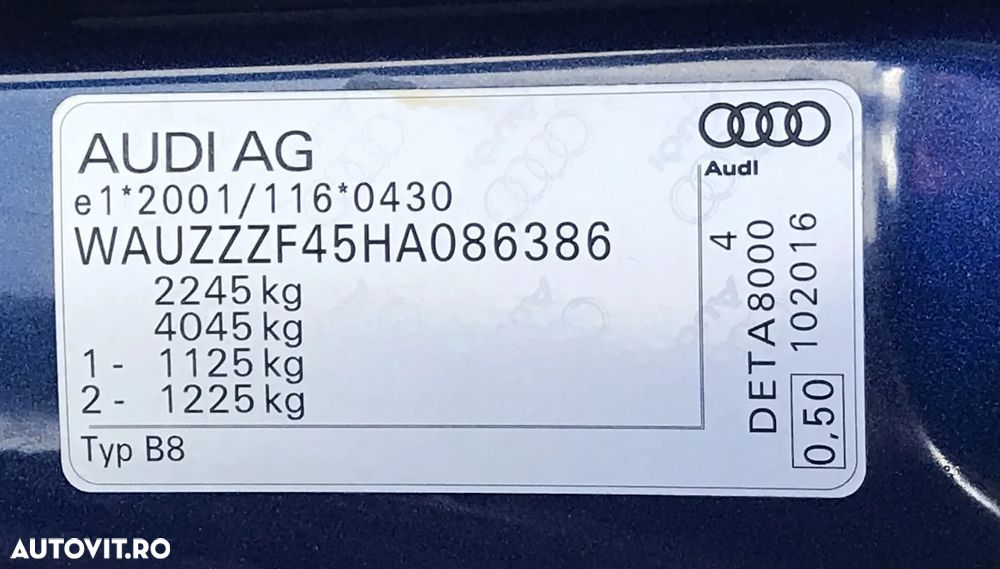 AUDI AG
e1*2001/116*0430
WAUZZZF45HA086386
2245 kg
4045 kg
1 - 1125 kg
2 - 1225 kg
Typ B8
Audi
4
DETA8000
102016
0,50
AUTOVIT.RO